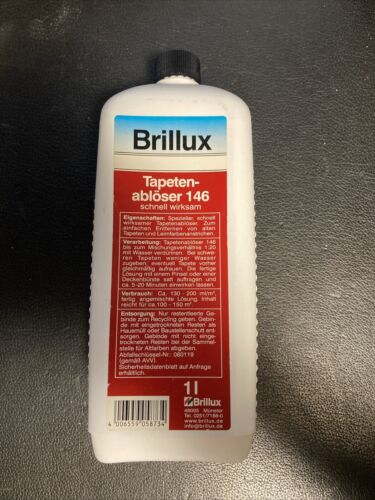 Brillux
Tapeten-
ablöser 146
schnell wirksam
Eigenschaften: Spezieller, schnell
wirksamer Tapetenablöser. Zum
einfachen Entfernen von alten
Tapeten und Leimfarbenanstrichen.
Verarbeitung: Tapetenablöser 146
bis zum Mischungsverhältnis 1:20
mit Wasser verdünnen. Bei schwe-
ren Tapeten weniger Wasser
zugeben; eventuell Tapete vorher
gleichmäßig aufrauen. Die fertige
Lösung mit einem Pinsel oder einer
Deckenbürste satt auftragen und
ca. 5-20 Minuten einwirken lassen.
Verbrauch: Ca. 130 - 200 ml/m²
fertig angemischte Lösung. Inhalt
reicht für ca. 100 - 150 m².
Entsorgung: Nur restentleerte Ge-
binde zum Recycling geben. Gebinde
mit eingetrockneten Resten als
Hausmüll oder Baustellenschutt ent-
sorgen. Gebinde mit nicht einge-
trockneten Resten bei der Sammel-
stelle für Altfarben abgeben.
Abfallschlüssel-Nr.: 080119
(gemäß AVV).
Sicherheitsdatenblatt auf Anfrage
erhältlich.
1 l
Brillux
48005 Münster
Tel. 0251/7188-0
www.brillux.de
info@brillux.de
4 006559 058734